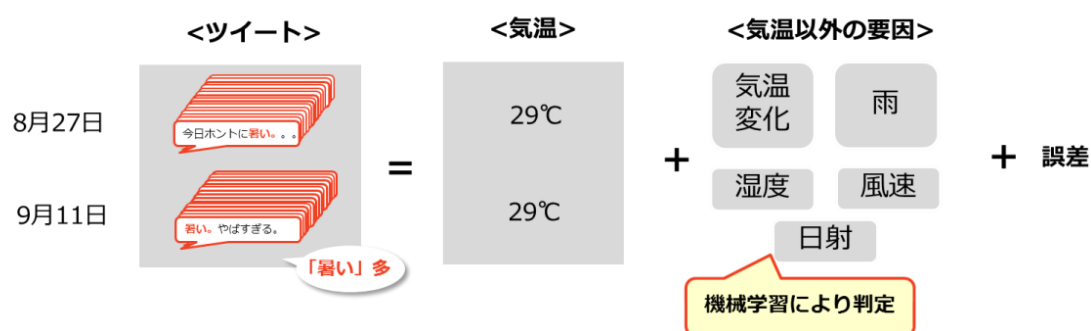 <ツイート>
<気温>
<気温以外の要因>
8月27日
今日ホントに暑い。。。
29℃
気温
変化
雨
=
+
+
誤差
湿度
風速
9月11日
暑い。やばすぎる。
29℃
日射
「暑い」多
機械学習により判定